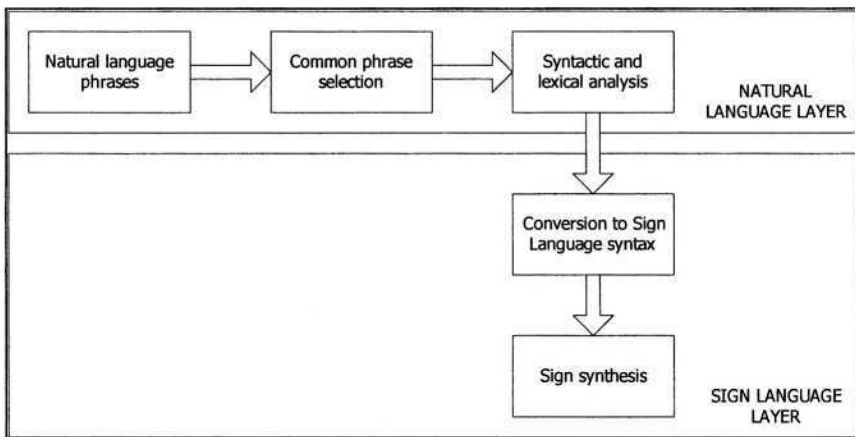 Natural language
phrases
Common phrase
selection
Syntactic and
lexical analysis
NATURAL
LANGUAGE LAYER
Conversion to Sign
Language syntax
Sign synthesis
SIGN LANGUAGE
LAYER